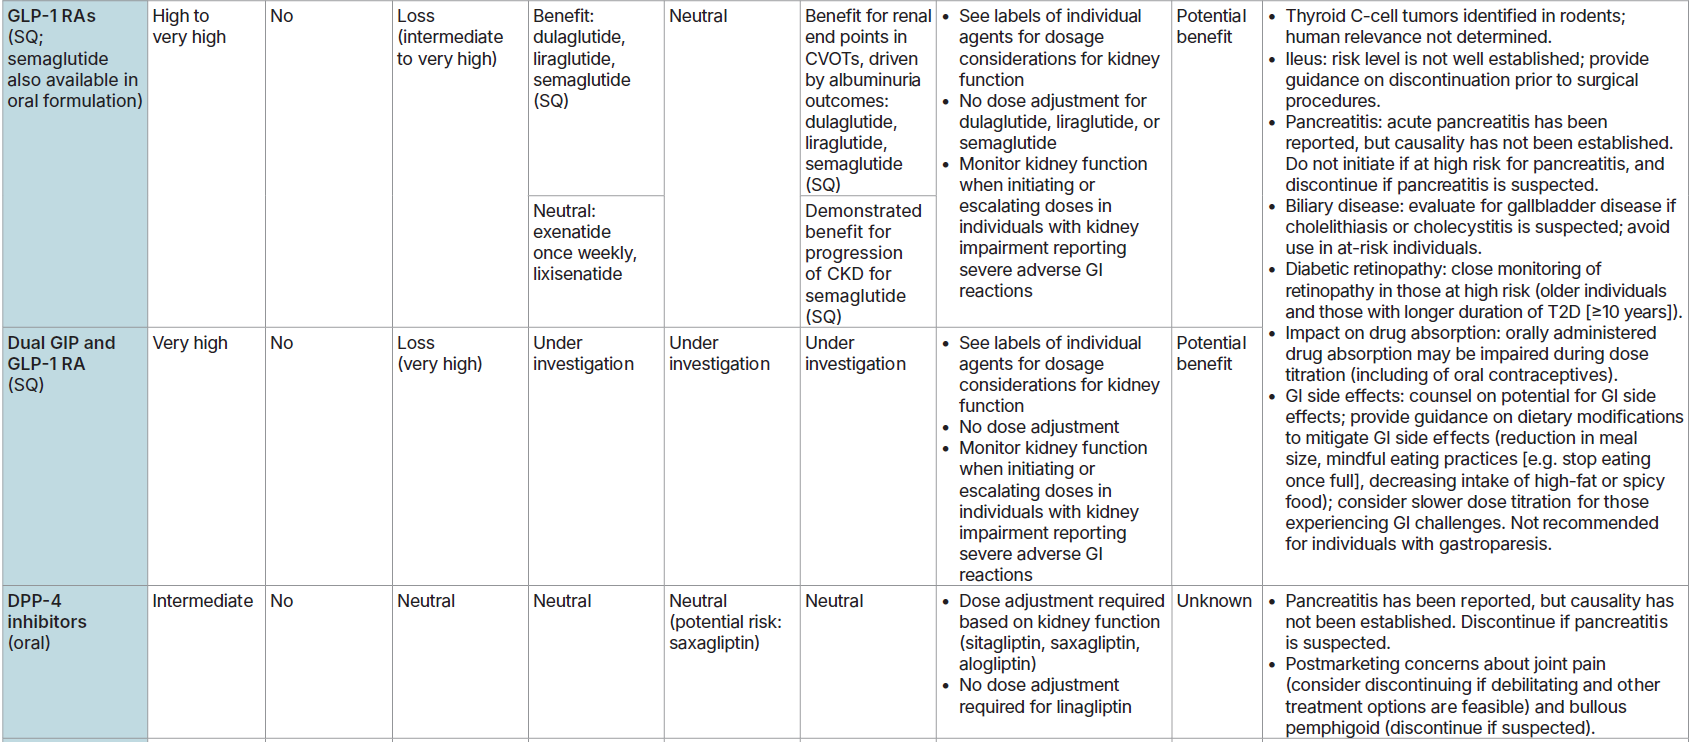 GLP-1 RAs
(SQ;
semaglutide
also available in
oral formulation)
High to
very high
No
Loss
(intermediate
to very high)
Benefit:
dulaglutide,
liraglutide,
semaglutide
(SQ)
Neutral:
exenatide
once weekly,
lixisenatide
Neutral
Benefit for renal
end points in
CVOTs, driven
by albuminuria
outcomes:
dulaglutide,
liraglutide,
semaglutide
(SQ)
Demonstrated
benefit for
progression
of CKD for
semaglutide
(SQ)
• See labels of individual
agents for dosage
considerations for kidney
function
• No dose adjustment for
dulaglutide, liraglutide, or
semaglutide
• Monitor kidney function
when initiating or
escalating doses in
individuals with kidney
impairment reporting
severe adverse GI
reactions
Potential
benefit
• Thyroid C-cell tumors identified in rodents;
human relevance not determined.
• Ileus: risk level is not well established; provide
guidance on discontinuation prior to surgical
procedures.
• Pancreatitis: acute pancreatitis has been
reported, but causality has not been established.
Do not initiate if at high risk for pancreatitis, and
discontinue if pancreatitis is suspected.
• Biliary disease: evaluate for gallbladder disease if
cholelithiasis or cholecystitis is suspected; avoid
use in at-risk individuals.
• Diabetic retinopathy: close monitoring of
retinopathy in those at high risk (older individuals
and those with longer duration of T2D [≥10 years]).
• Impact on drug absorption: orally administered
drug absorption may be impaired during dose
titration (including of oral contraceptives).
• GI side effects: counsel on potential for GI side
effects; provide guidance on dietary modifications
to mitigate GI side effects (reduction in meal
size, mindful eating practices [e.g. stop eating
once full], decreasing intake of high-fat or spicy
food); consider slower dose titration for those
experiencing GI challenges. Not recommended
for individuals with gastroparesis.
Dual GIP and
GLP-1 RA
(SQ)
Very high
No
Loss
(very high)
Under
investigation
Under
investigation
Under
investigation
• See labels of individual
agents for dosage
considerations for kidney
function
• No dose adjustment
• Monitor kidney function
when initiating or
escalating doses in
individuals with kidney
impairment reporting
severe adverse GI
reactions
Potential
benefit
DPP-4
inhibitors
(oral)
Intermediate
No
Neutral
Neutral
Neutral
(potential risk:
saxagliptin)
Neutral
• Dose adjustment required
based on kidney function
(sitagliptin, saxagliptin,
alogliptin)
• No dose adjustment
required for linagliptin
Unknown
• Pancreatitis has been reported, but causality has
not been established. Discontinue if pancreatitis
is suspected.
• Postmarketing concerns about joint pain
(consider discontinuing if debilitating and other
treatment options are feasible) and bullous
pemphigoid (discontinue if suspected).